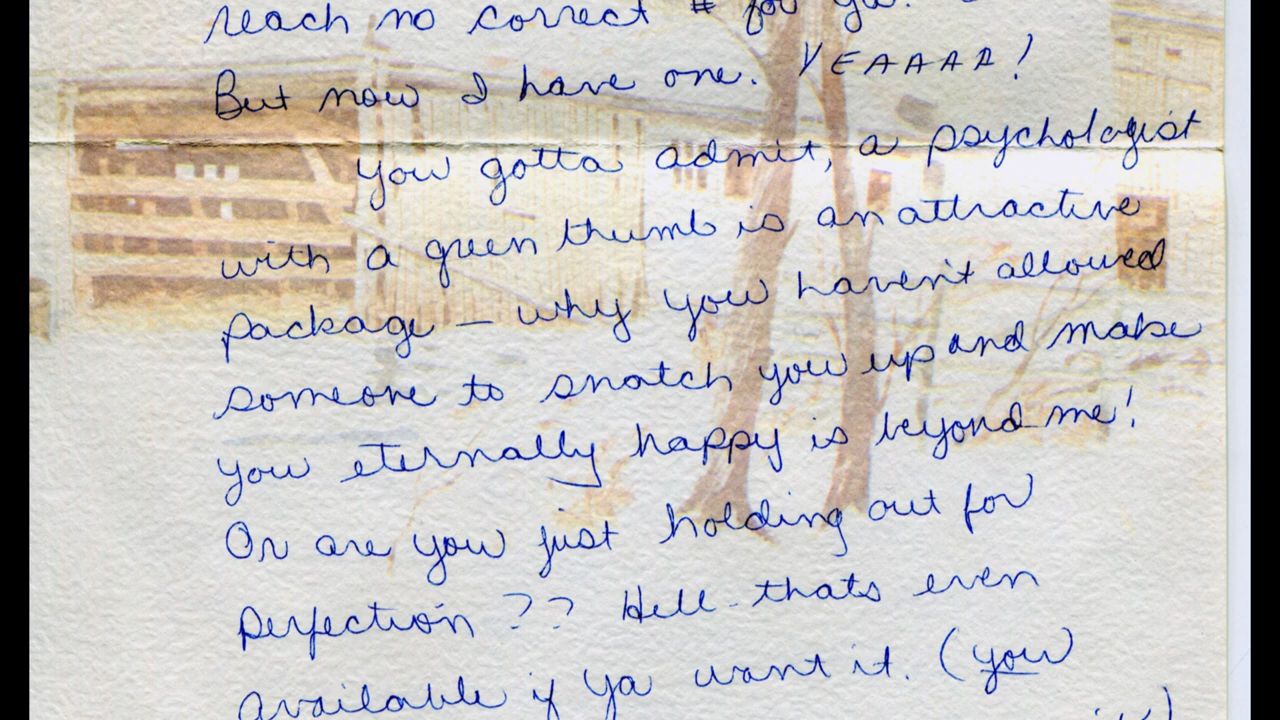 reach no correct # for ya!
But now I have one. YEAAAA!
you gotta admit, a psychologist
with a green thumb is an attractive
package – why you haven't allowed
someone to snatch you up and make
you eternally happy is beyond me!
Or are you just holding out for
perfection?? Hell - thats even
available if ya want it. (you